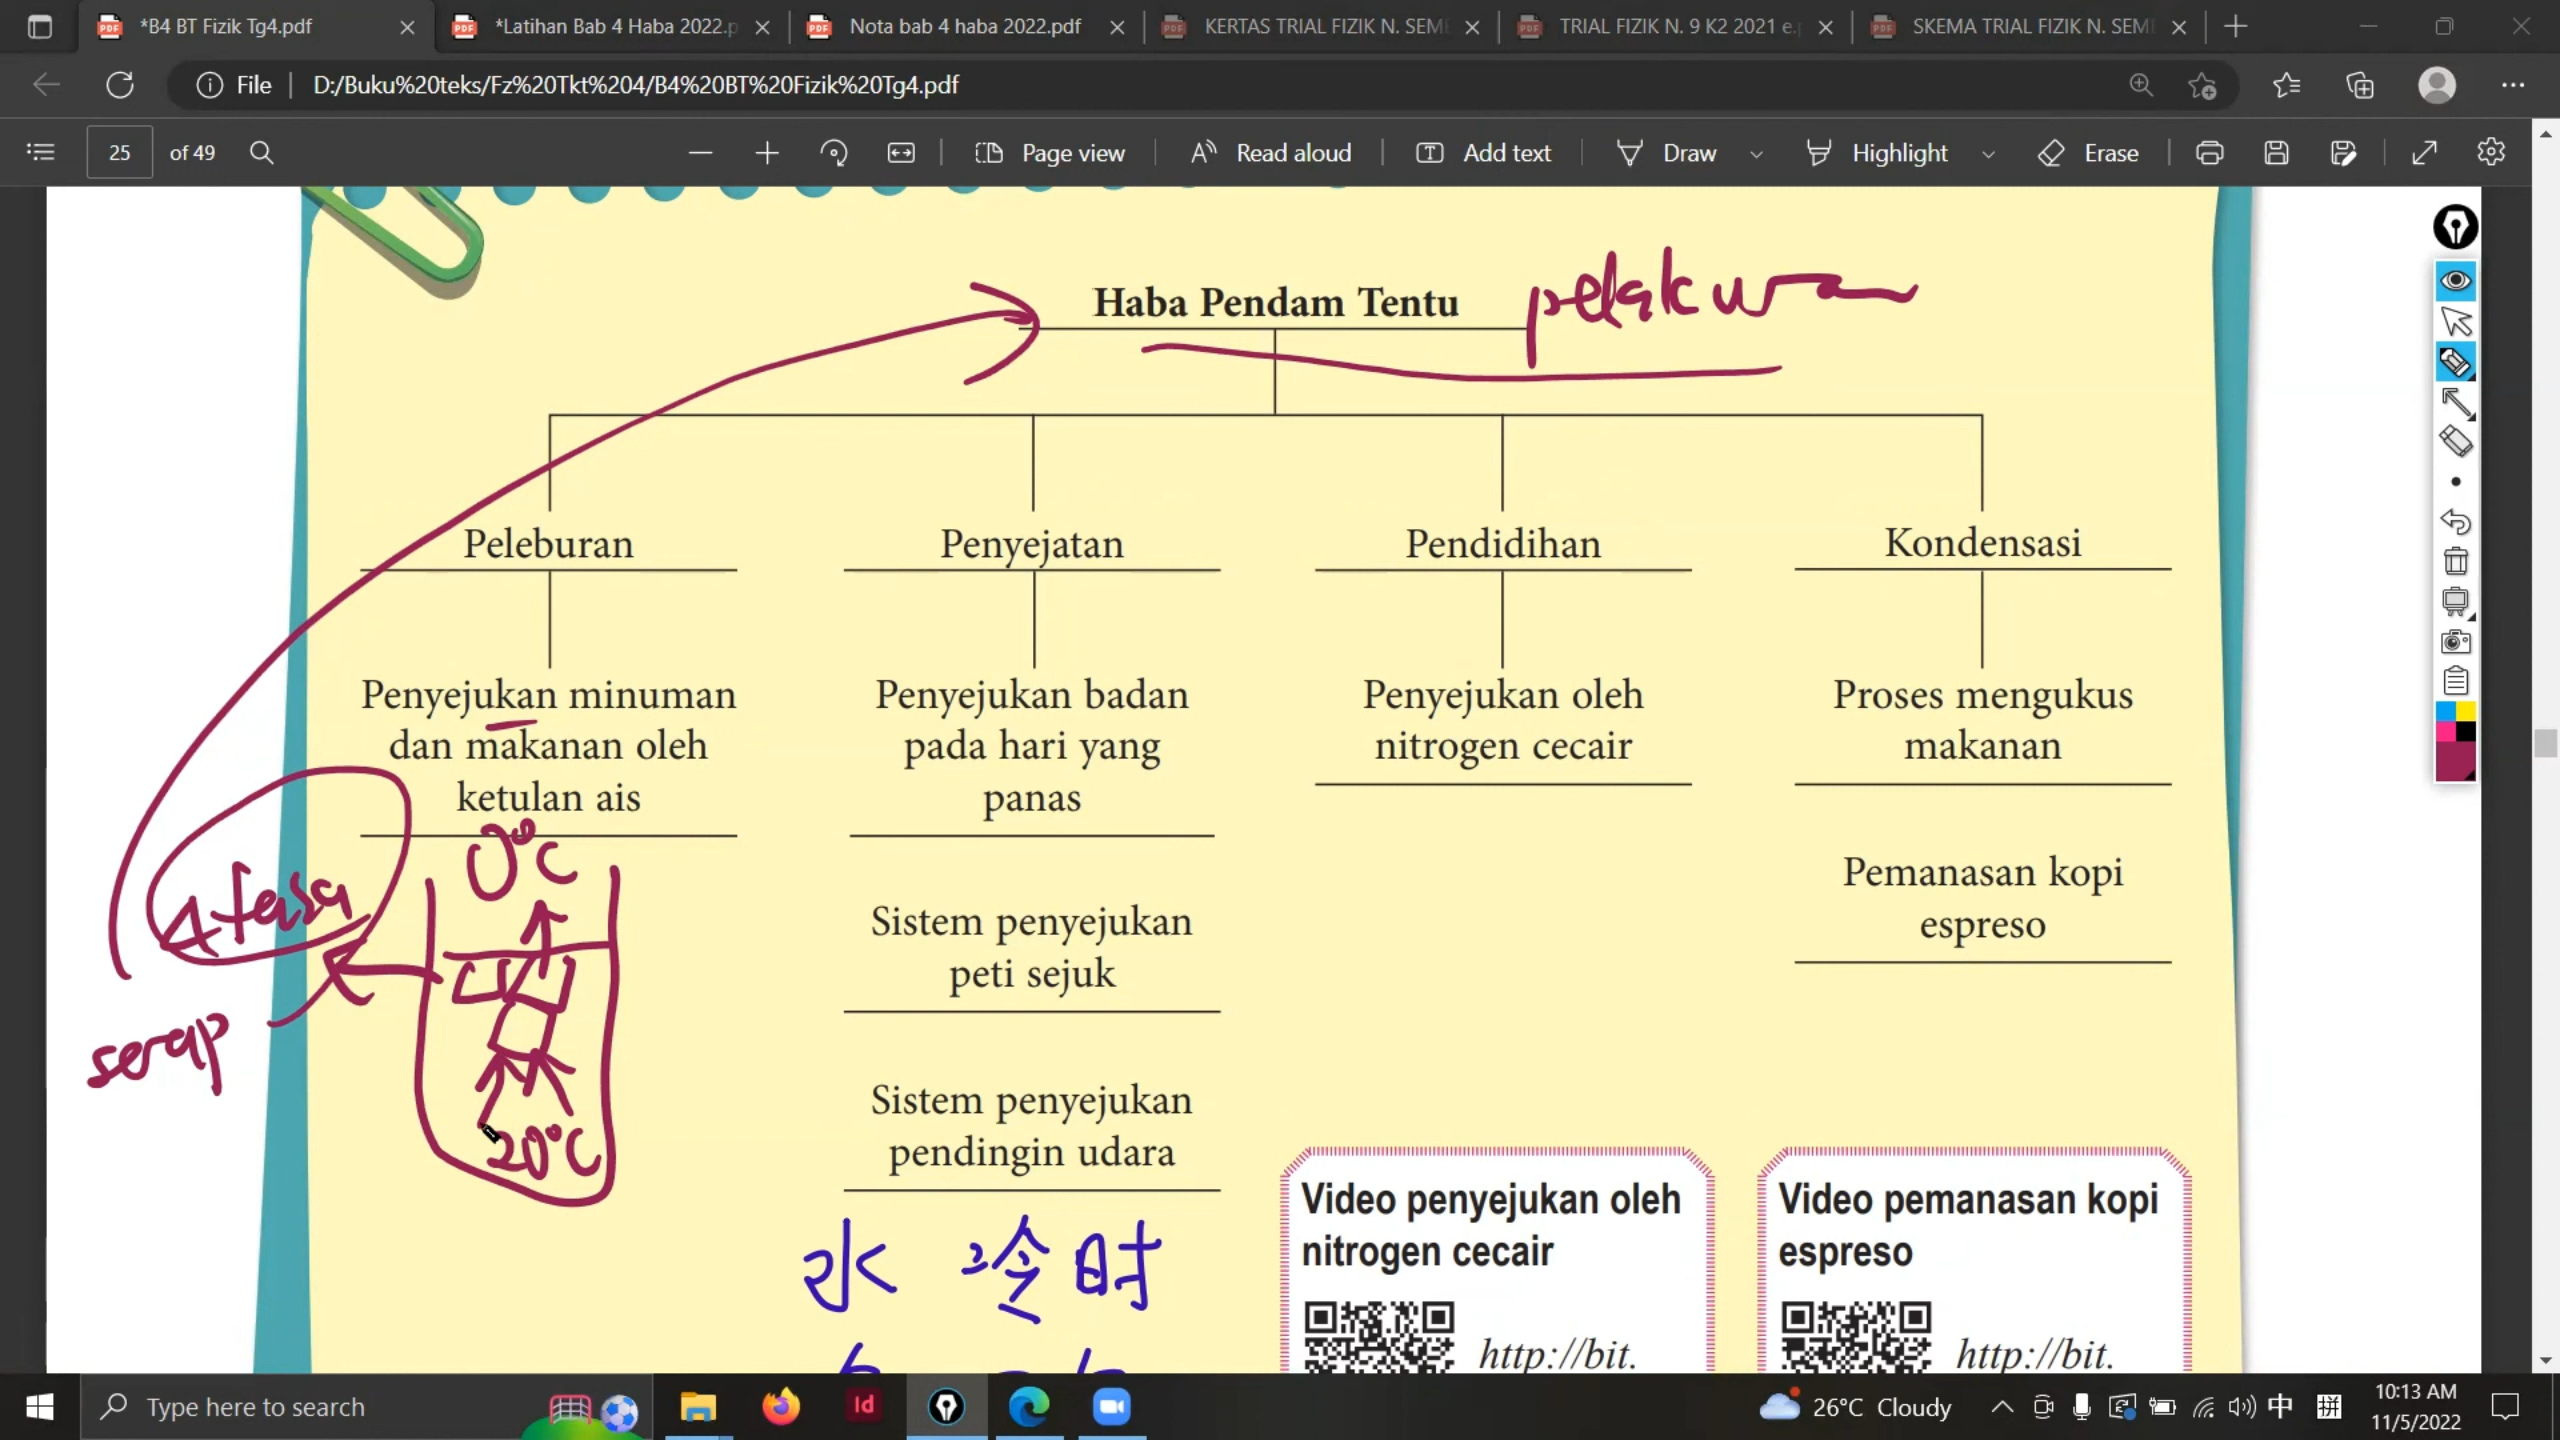 *B4 BT Fizik Tg4.pdf
*Latihan Bab 4 Haba 2022.p
Nota bab 4 haba 2022.pdf
KERTAS TRIAL FIZIK N. SEM
TRIAL FIZIK N. 9 K2 2021 e.
SKEMA TRIAL FIZIK N. SEM
File
D:/Buku%20teks/Fz%20Tkt%204/B4%20BT%20Fizik%20Tg4.pdf
25 of 49
Page view
Read aloud
Add text
Draw
Highlight
Erase
Haba Pendam Tentu
Peleburan
Penyejukan minuman
dan makanan oleh
ketulan ais
0°C
fasa
serap
20°C
Penyejatan
Penyejukan badan
pada hari yang
panas
Sistem penyejukan
peti sejuk
Sistem penyejukan
pendingin udara
水 冷时
Pendidihan
Penyejukan oleh
nitrogen cecair
Kondensasi
Proses mengukus
makanan
Pemanasan kopi
espreso
Video penyejukan oleh
nitrogen cecair
http://bit.
Video pemanasan kopi
espreso
http://bit.
Type here to search
Id
26°C Cloudy
中
拼
10:13 AM
11/5/2022